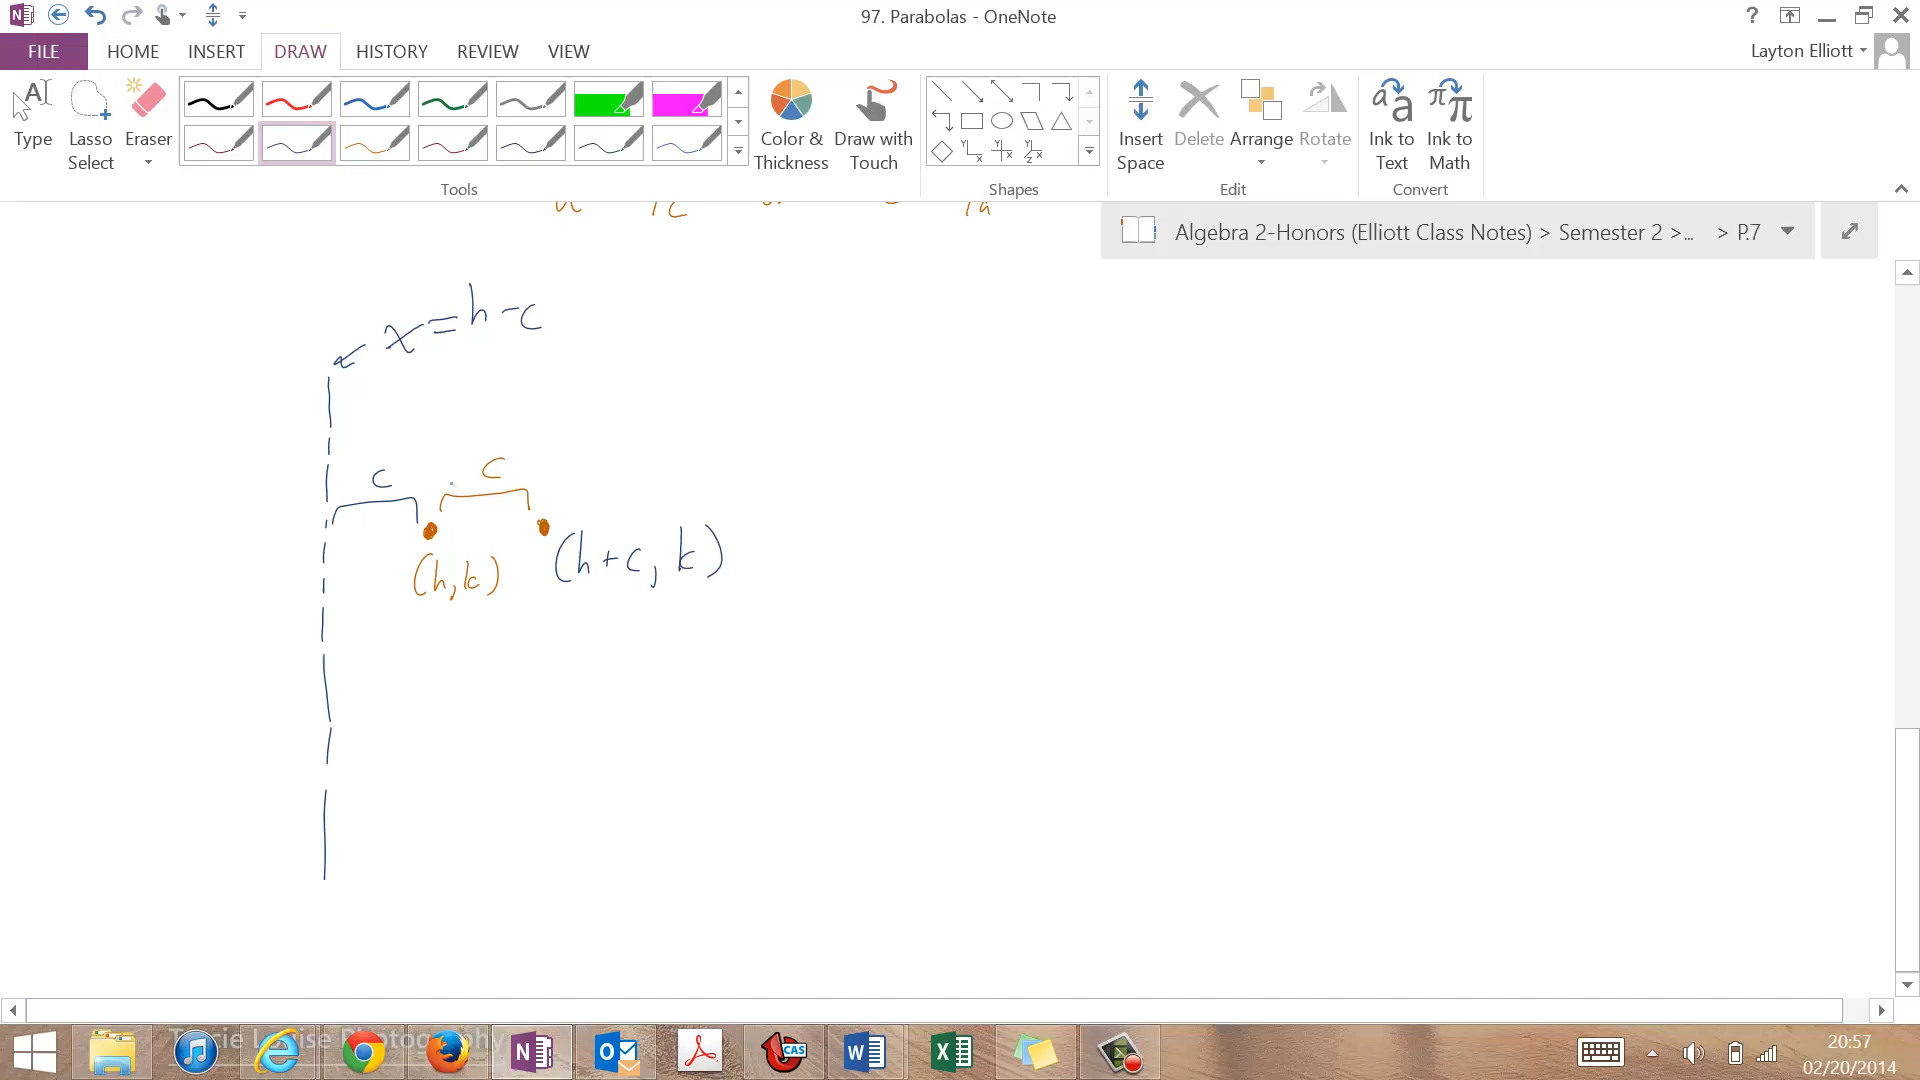 97. Parabolas - OneNote
?
FILE HOME INSERT DRAW HISTORY REVIEW VIEW
Layton Elliott
Type
Lasso Select
Eraser
Color & Thickness
Draw with Touch
Insert Space
Delete
Arrange
Rotate
Ink to Text
Ink to Math
Tools
Shapes
Edit
Convert
Algebra 2-Honors (Elliott Class Notes) > Semester 2 >... > P.7
x = h - c
c
c
(h, k)
(h + c, k)
Photography
CAS
20:57
02/20/2014